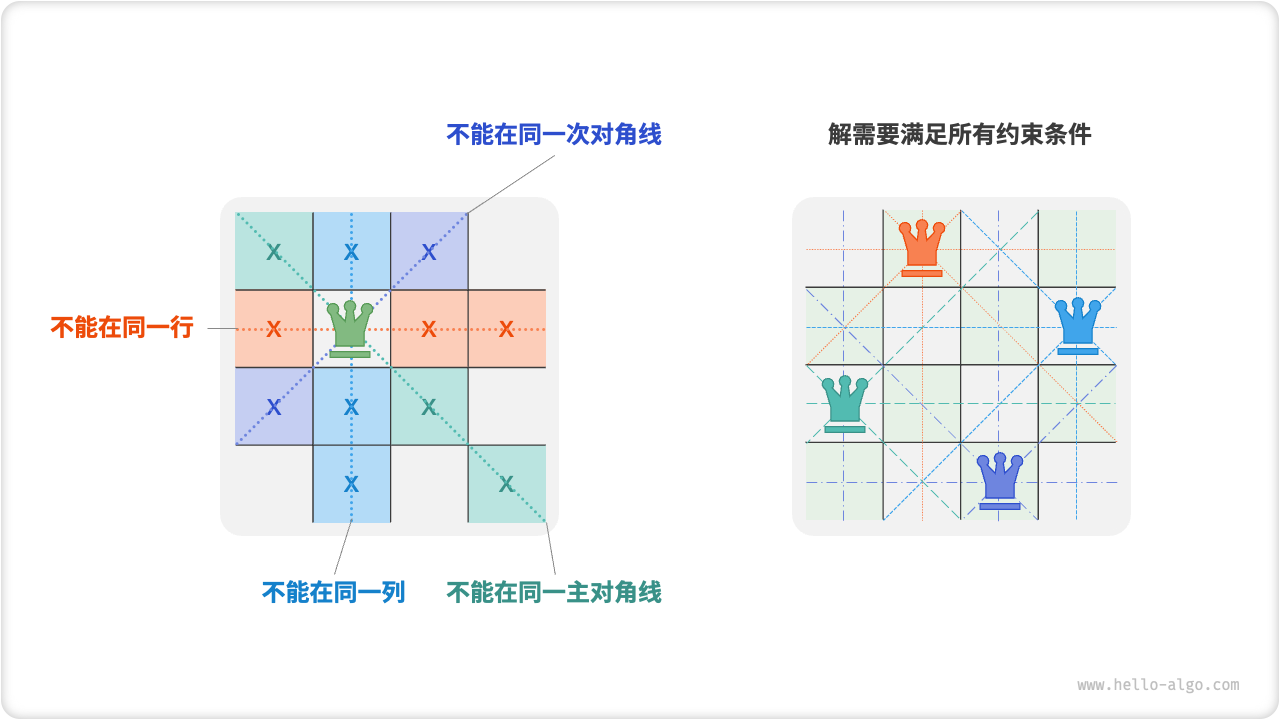 不能在同一次对角线
解需要满足所有约束条件
X X X
不能在同一行
X X X
X X X
X X
不能在同一列
不能在同一主对角线
www.hello-algo.com